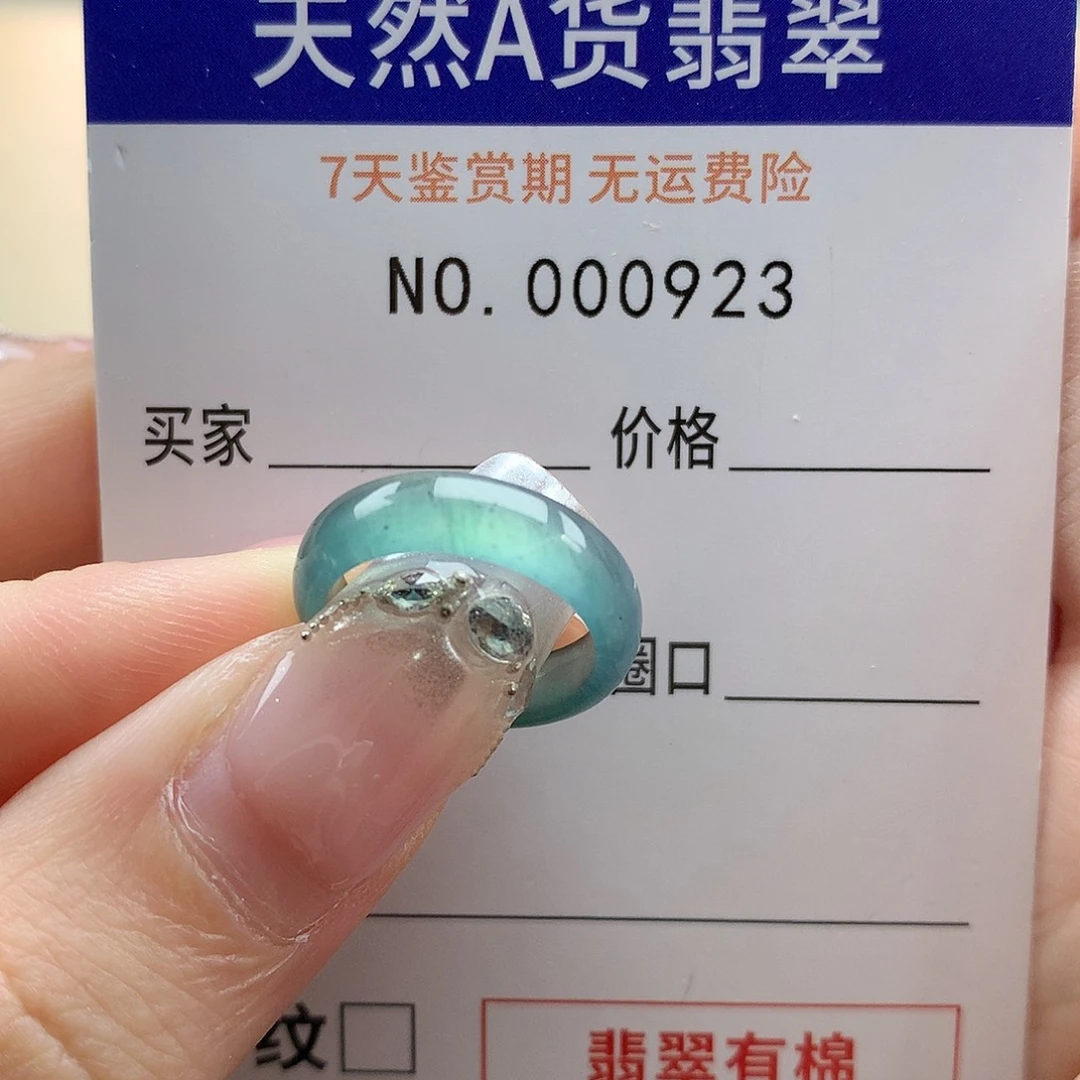 天然A货翡翠
7天鉴赏期 无运费险
NO.000923
买家 价格
圈口
纹
翡翠有棉